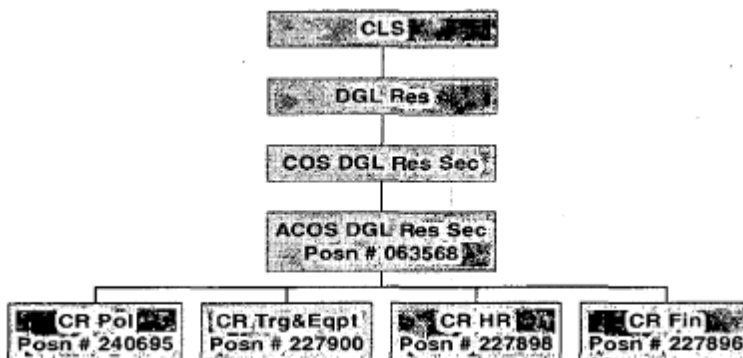 CLS
DGL Res
COS DGL Res Sec
ACOS DGL Res Sec
Posn # 063568
CR Pol
Posn # 240695
CR Trg&Eqpt
Posn # 227900
CR HR
Posn # 227898
CR Fin
Posn # 227896